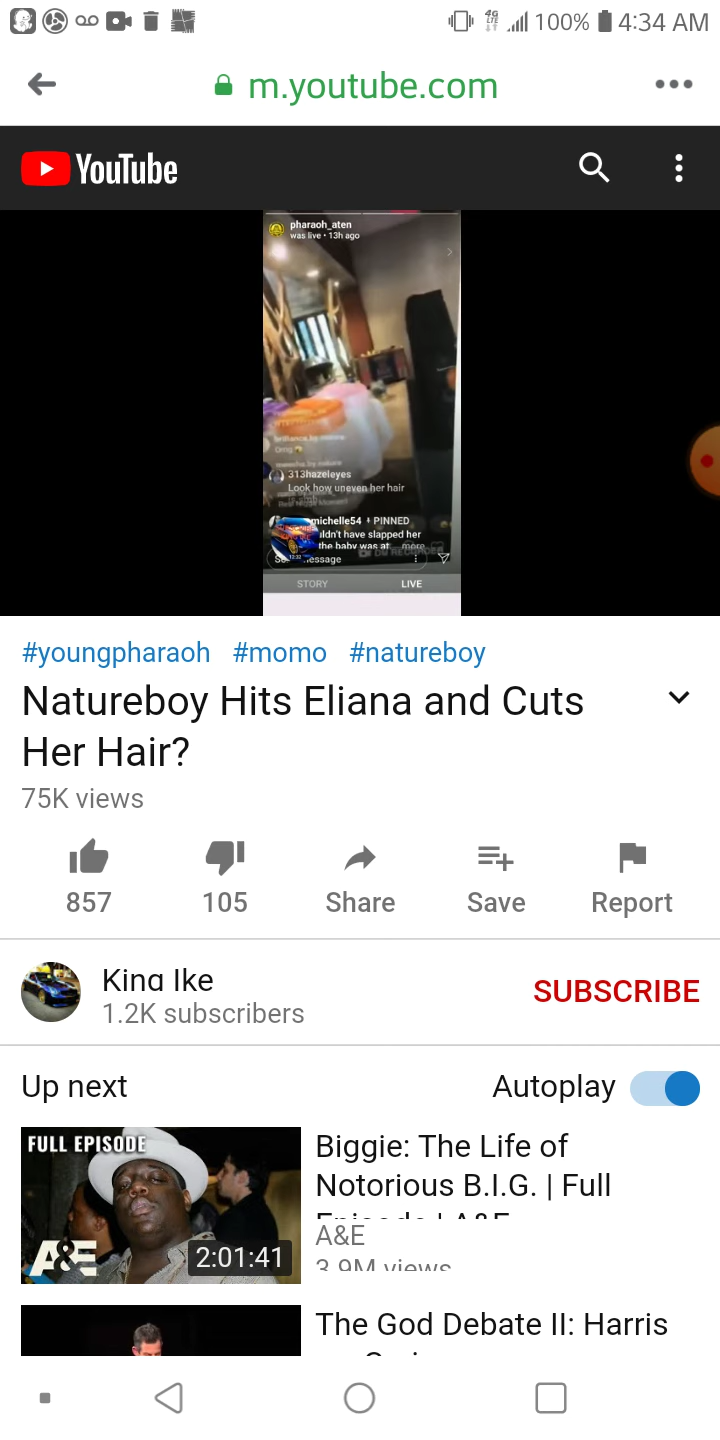 4G
LTE
100%
4:34 AM
m.youtube.com
YouTube
pharaoh_aten
was live • 13h ago
313hazeleyes
Look how uneven her hair
michelle54 PINNED
uldn't have slapped her
the baby was at more
essage
STORY
LIVE
#youngpharaoh #momo #natureboy
Natureboy Hits Eliana and Cuts
Her Hair?
75K views
857
105
Share
Save
Report
King Ike
1.2K subscribers
SUBSCRIBE
Up next
Autoplay
FULL EPISODE
A&E
2:01:41
Biggie: The Life of
Notorious B.I.G. | Full
Episode | A&E
A&E
3.9M views
The God Debate II: Harris